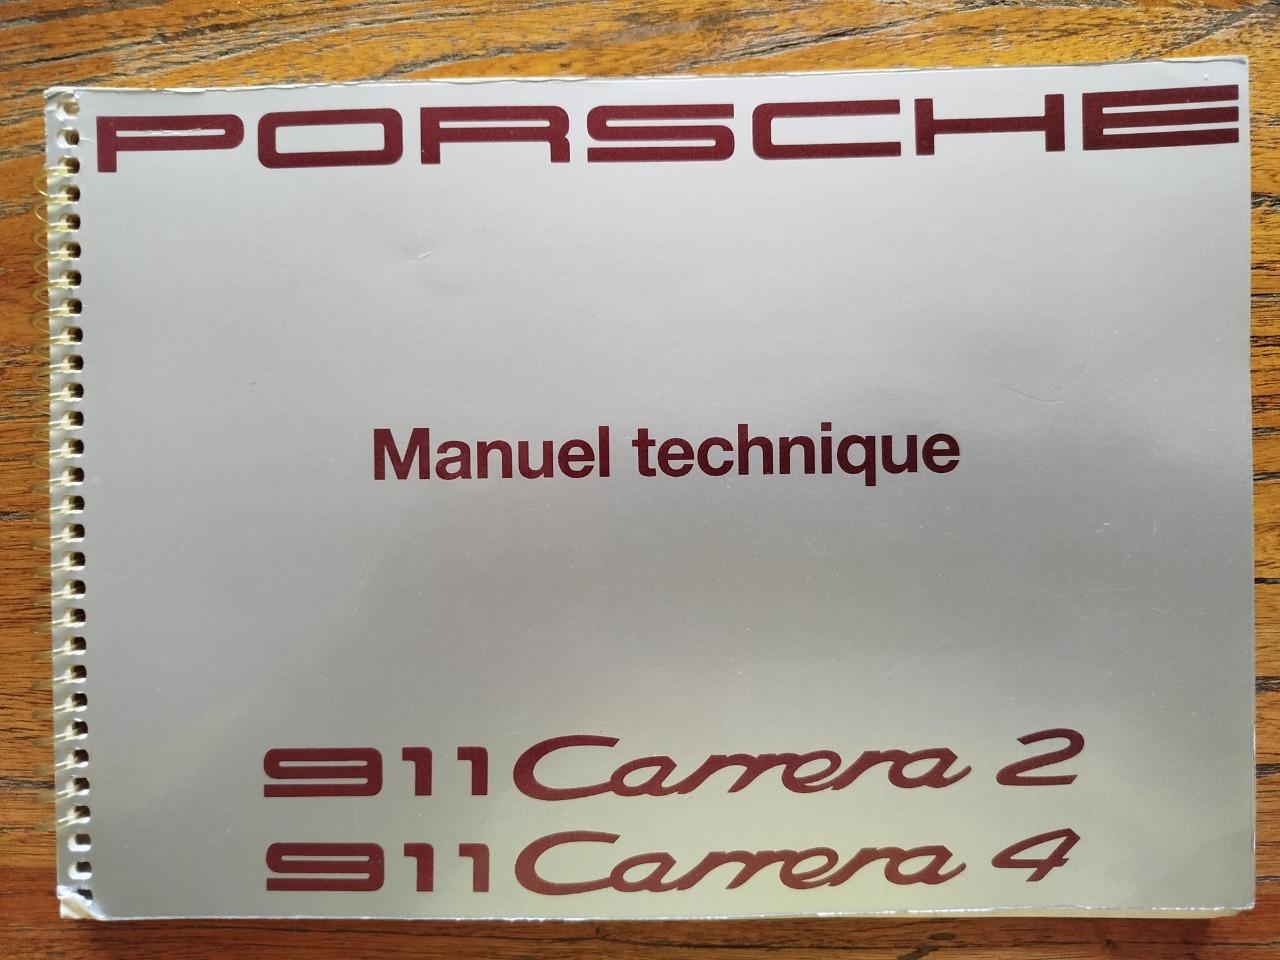 PORSCHE
Manuel technique
911 Carrera 2
911 Carrera 4